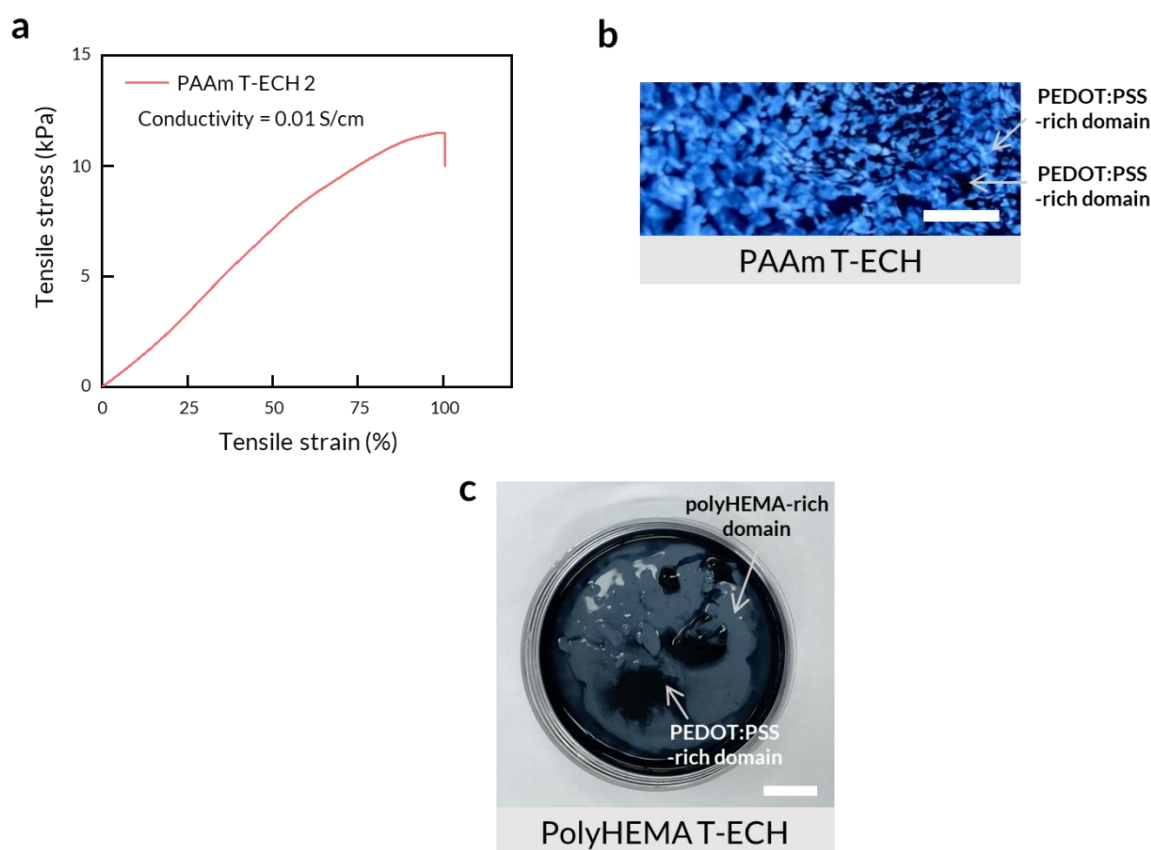 a
15
10
5
0
Tensile stress (kPa)
PAAm T-ECH 2
Conductivity = 0.01 S/cm
0 25 50 75 100
Tensile strain (%)
b
PEDOT:PSS
-rich domain
PEDOT:PSS
-rich domain
PAAm T-ECH
c
polyHEMA-rich
domain
PEDOT:PSS
-rich domain
PolyHEMA T-ECH